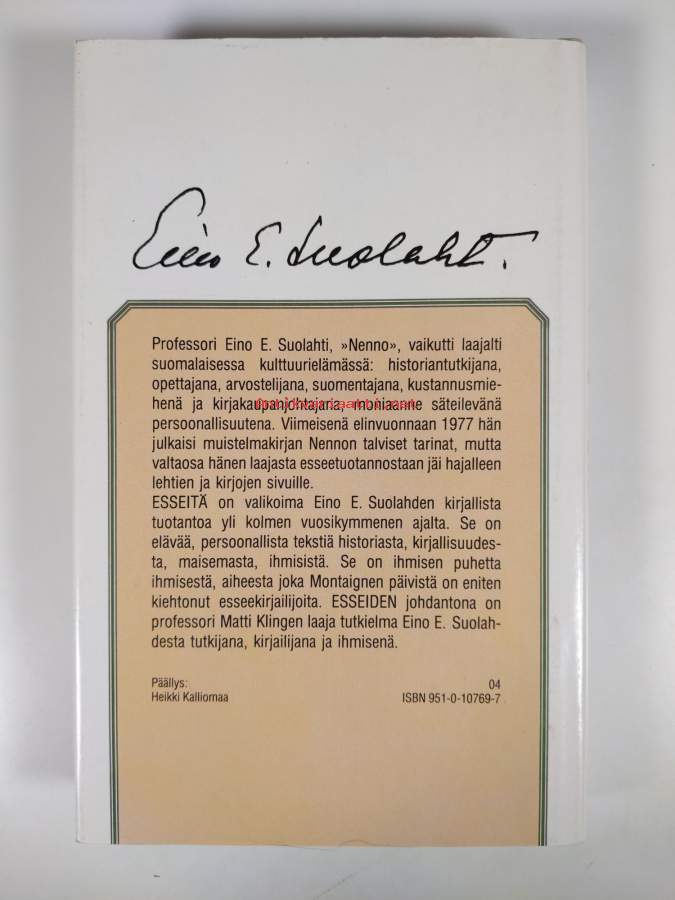 Eino E. Suolahti.
Professori Eino E. Suolahti, »Nenno», vaikutti laajalti
suomalaisessa kulttuurielämässä: historiantutkijana,
opettajana, arvostelijana, suomentajana, kustannusmie-
henä ja kirjakaupanjohtajana, moniaanne säteilevänä
persoonallisuutena. Viimeisenä elinvuonnaan 1977 hän
julkaisi muistelmakirjan Nennon talviset tarinat, mutta
valtaosa hänen laajasta esseetuotannostaan jäi hajalleen
lehtien ja kirjojen sivuille.
ESSEITÄ on valikoima Eino E. Suolahden kirjallista
tuotantoa yli kolmen vuosikymmenen ajalta. Se on
elävää, persoonallista tekstiä historiasta, kirjallisuudes-
ta, maisemasta, ihmisistä. Se on ihmisen puhetta
ihmisestä, aiheesta joka Montaignen päivistä on eniten
kiehtonut esseekirjailijoita. ESSEIDEN johdantona on
professori Matti Klingen laaja tutkielma Eino E. Suolah-
desta tutkijana, kirjailijana ja ihmisenä.
Päällys:
Heikki Kalliomaa
04
ISBN 951-0-10769-7